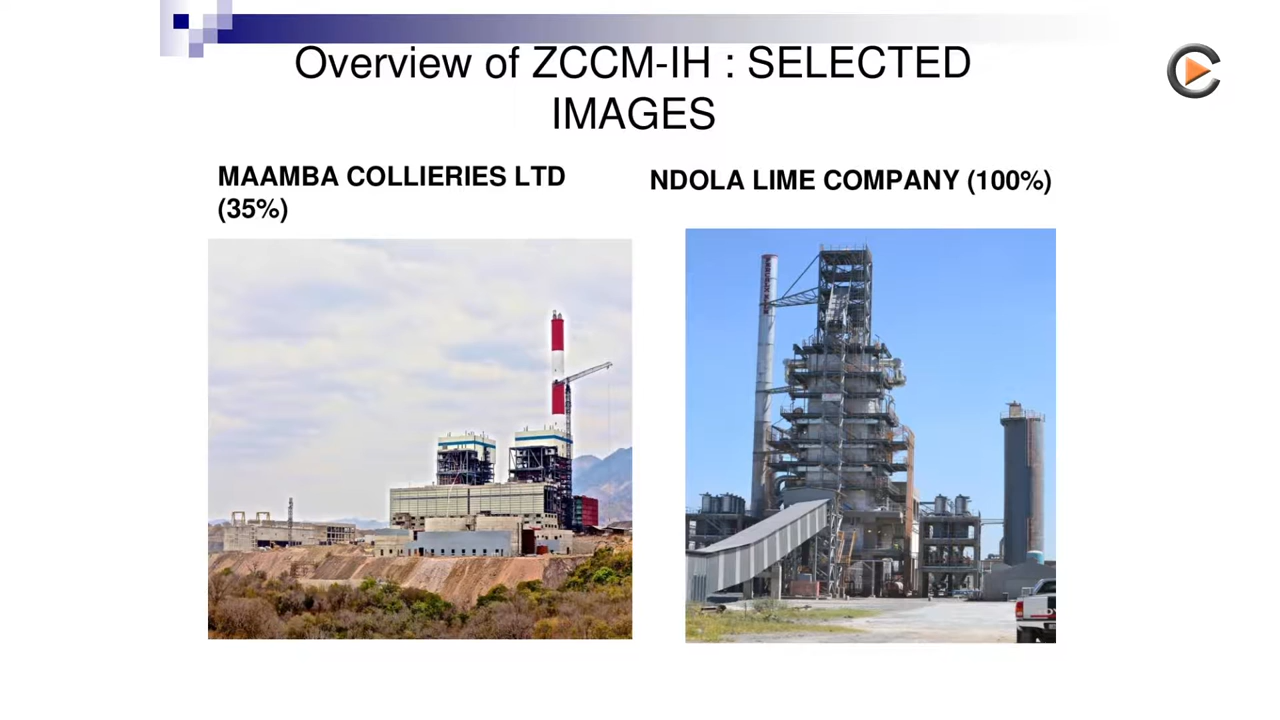 Overview of ZCCM-IH : SELECTED
IMAGES
MAAMBA COLLIERIES LTD
(35%)
NDOLA LIME COMPANY (100%)